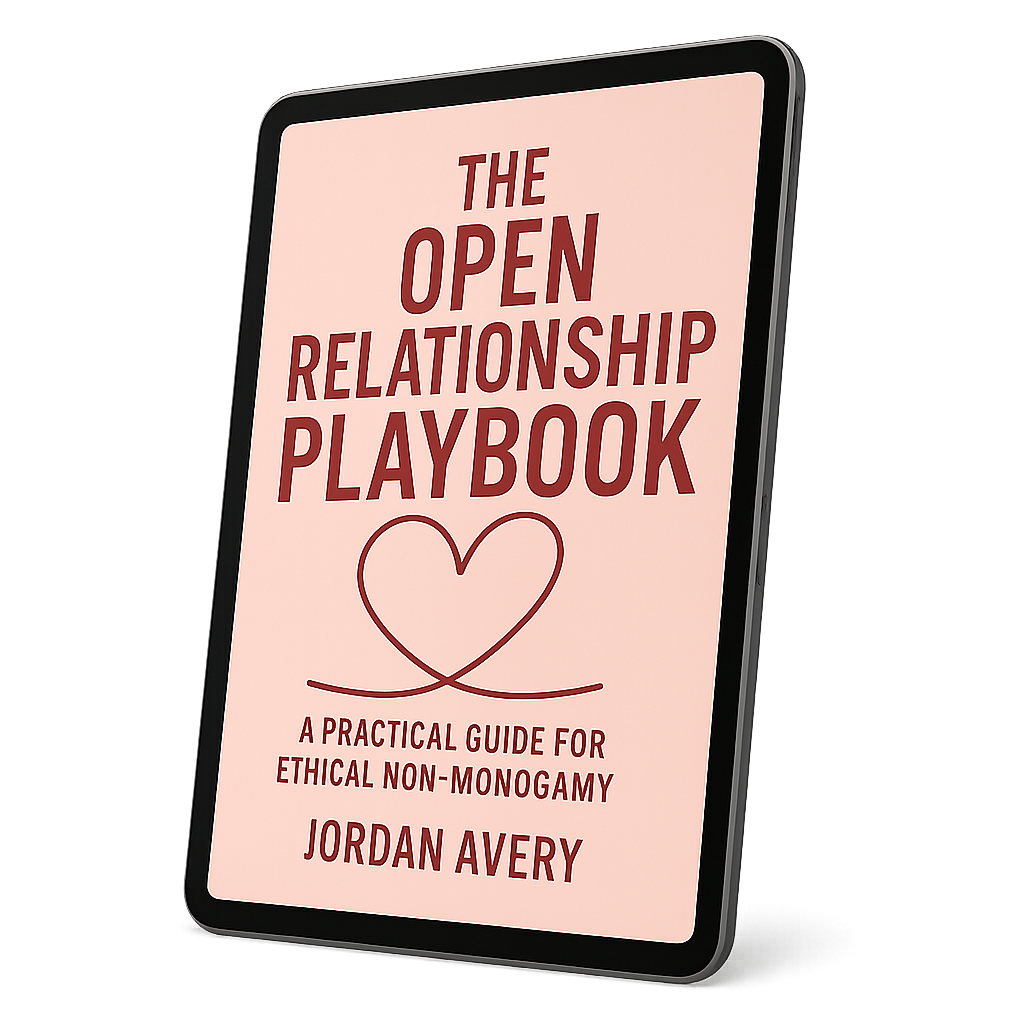 THE
OPEN
RELATIONSHIP
PLAYBOOK
A PRACTICAL GUIDE FOR
ETHICAL NON-MONOGAMY
JORDAN AVERY